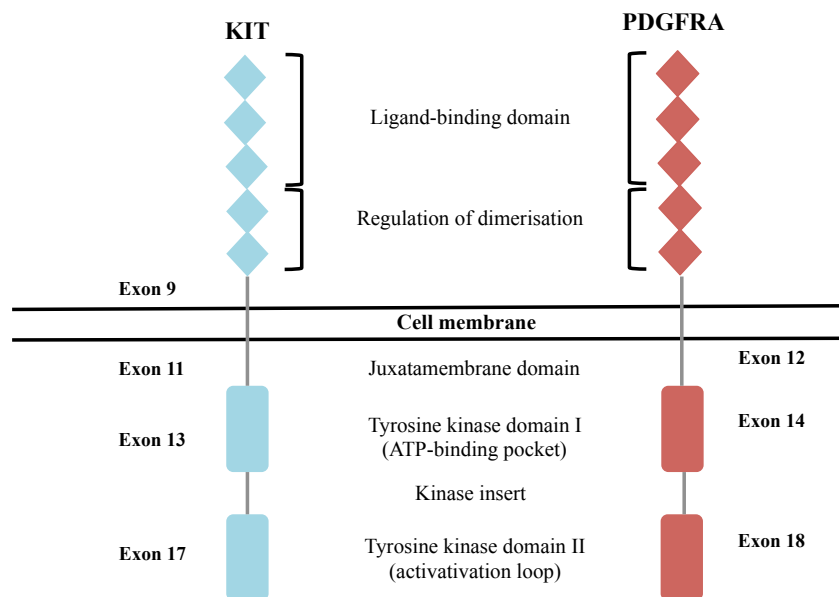 KIT
PDGFRA
Ligand-binding domain
Regulation of dimerisation
Exon 9
Cell membrane
Exon 11
Juxatamembrane domain
Exon 12
Exon 13
Tyrosine kinase domain I
(ATP-binding pocket)
Exon 14
Kinase insert
Exon 17
Tyrosine kinase domain II
(activativation loop)
Exon 18